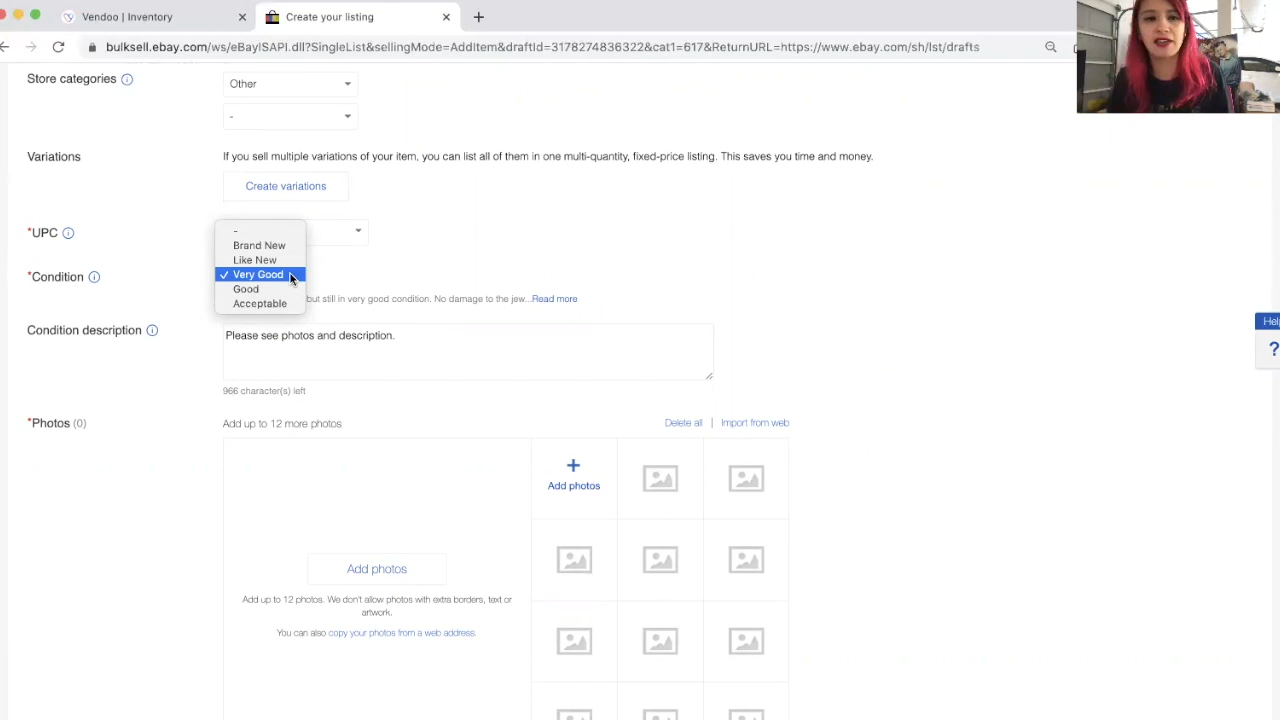 Vendoo | Inventory
Create your listing
bulksell.ebay.com/ws/eBayISAPI.dll?SingleList&sellingMode=AddItem&draftId=3178274836322&cat1=617&ReturnURL=https://www.ebay.com/sh/lst/drafts
Store categories
Other
-
Variations
If you sell multiple variations of your item, you can list all of them in one multi-quantity, fixed-price listing. This saves you time and money.
Create variations
*UPC
-
Brand New
Like New
*Condition
✓ Very Good
Good
Acceptable
but still in very good condition. No damage to the jew...Read more
Condition description
Please see photos and description.
966 character(s) left
*Photos (0)
Add up to 12 more photos
Delete all | Import from web
+
Add photos
Add photos
Add up to 12 photos. We don't allow photos with extra borders, text or
artwork.
You can also copy your photos from a web address.
Help
?